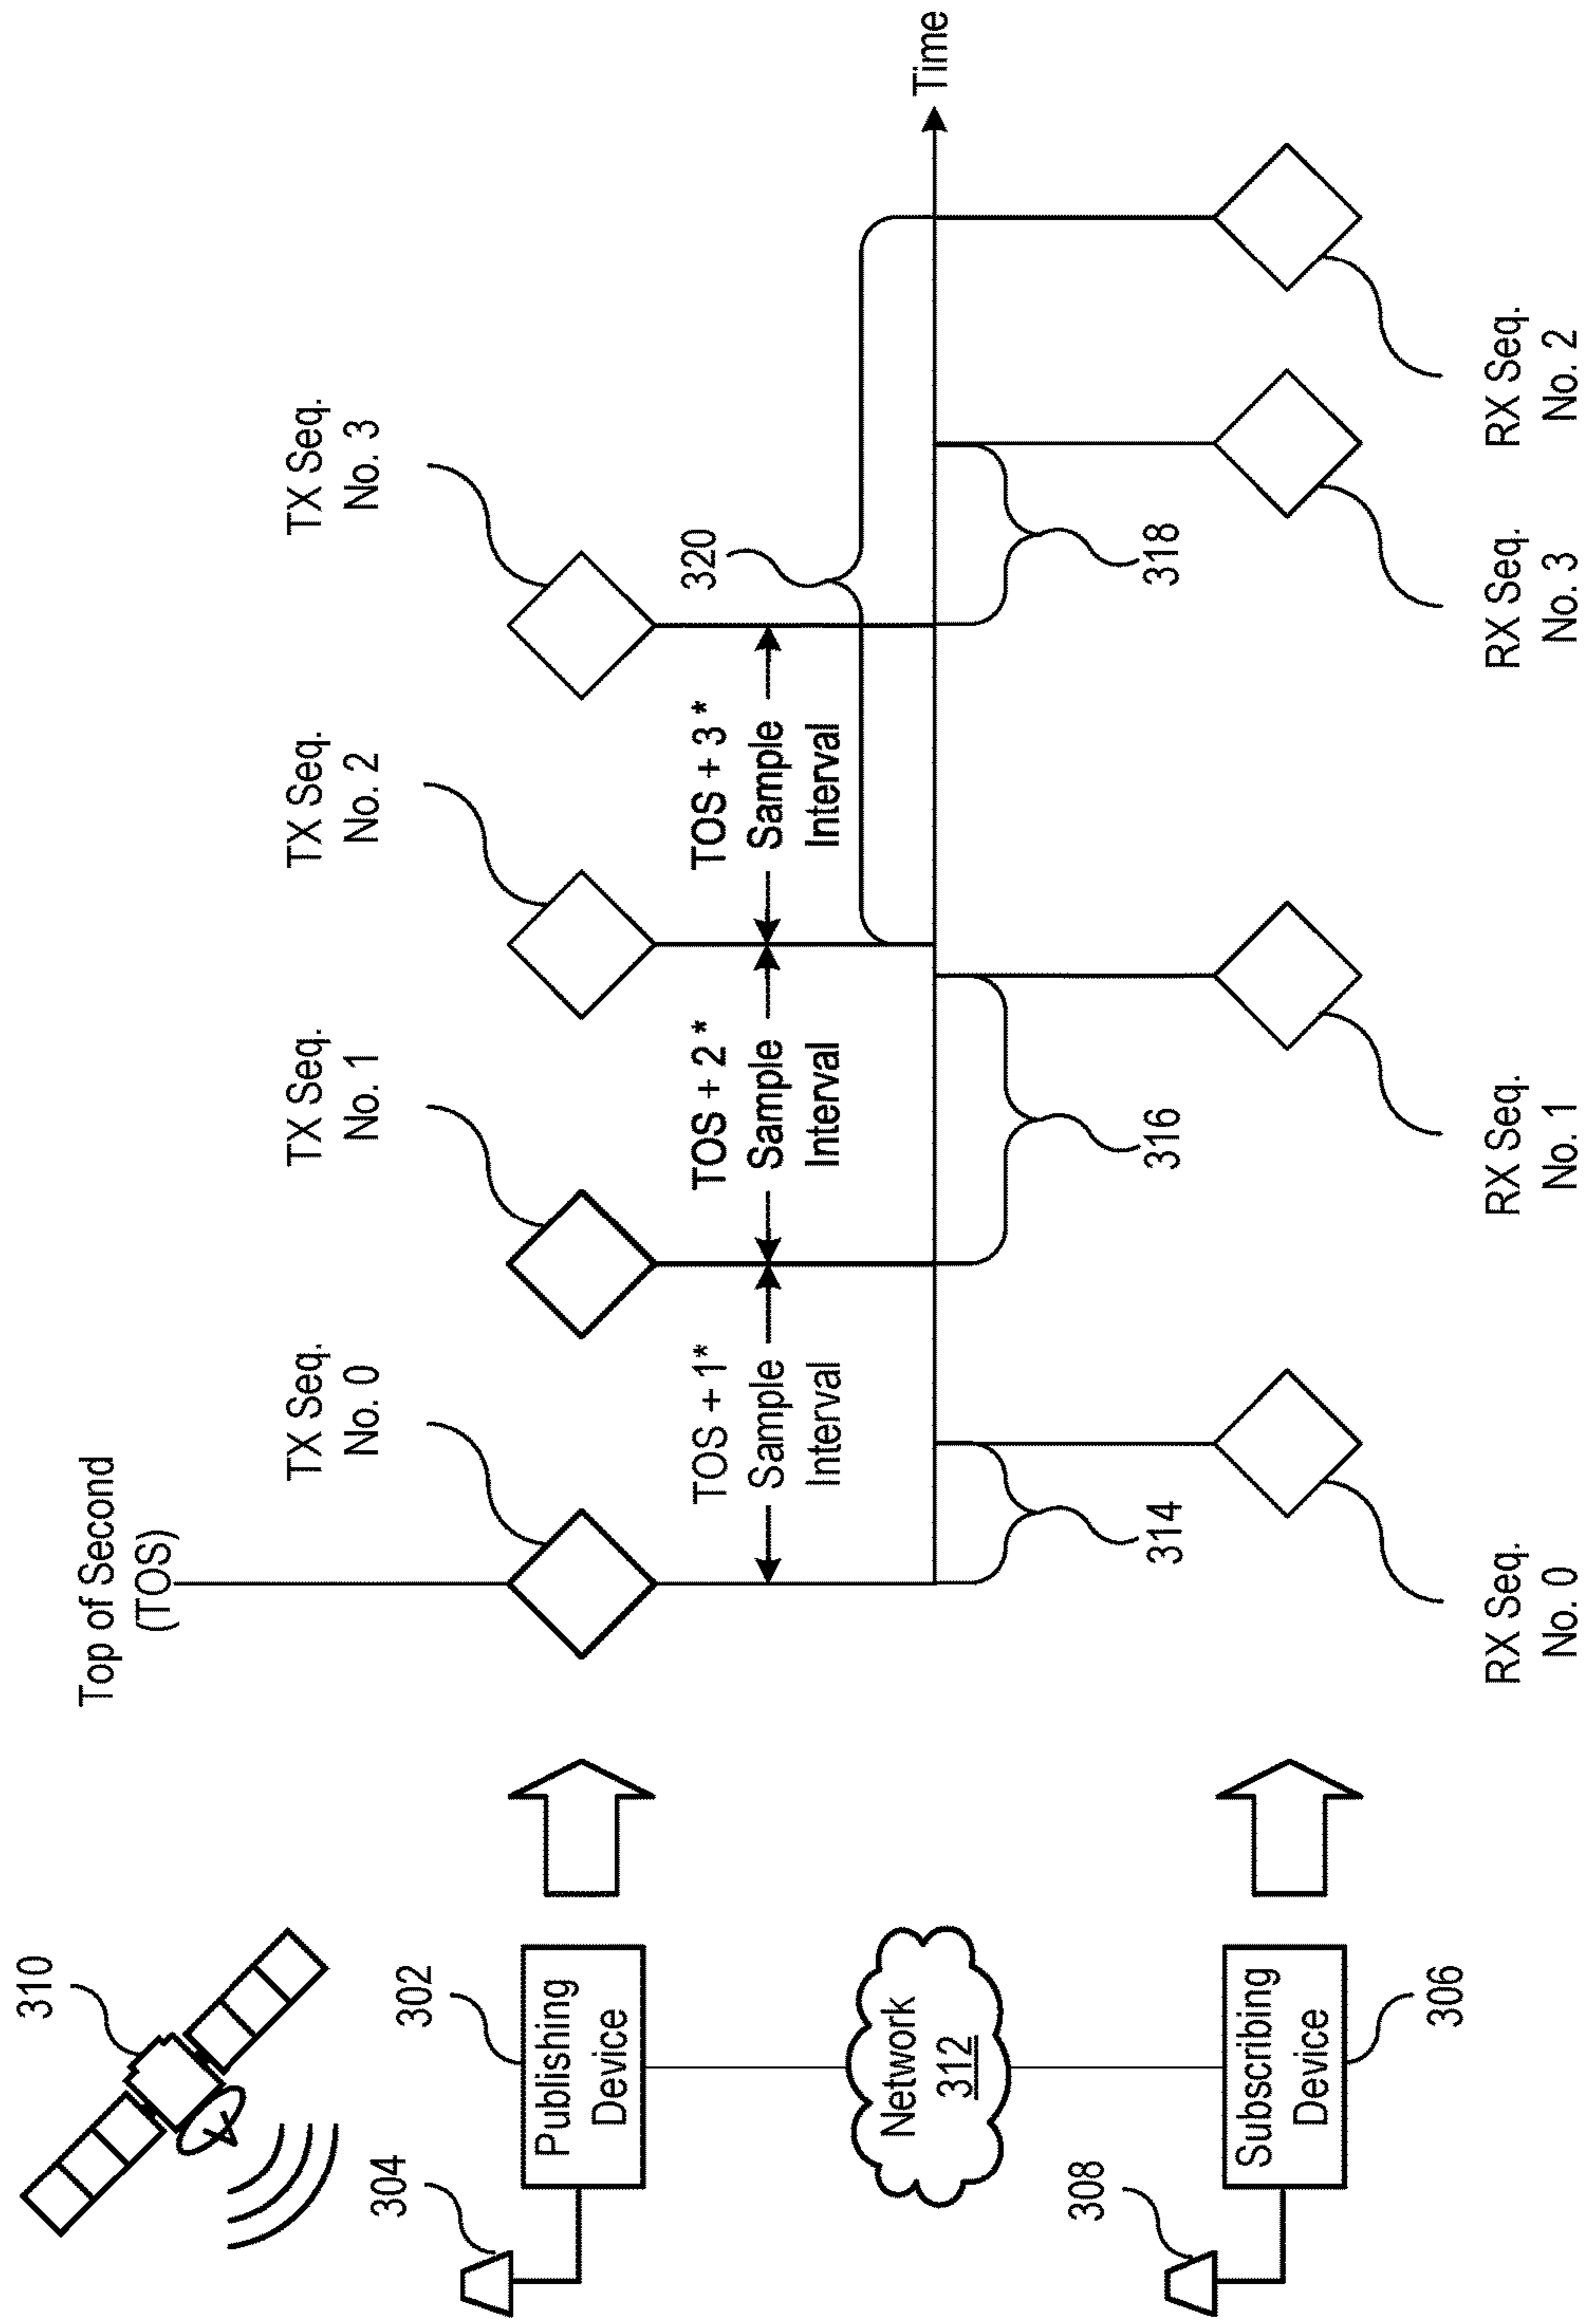 310
304
302
Publishing
Device
Network
312
308
Subscribing
Device
306
Top of Second
(TOS)
TX Seq.
No. 0
TX Seq.
No. 1
TX Seq.
No. 2
TX Seq.
No. 3
TOS + 1*
Sample
Interval
TOS + 2 *
Sample
Interval
TOS + 3 *
Sample
Interval
320
Time
314
316
318
RX Seq.
No. 0
RX Seq.
No. 1
RX Seq.
No. 3
RX Seq.
No. 2